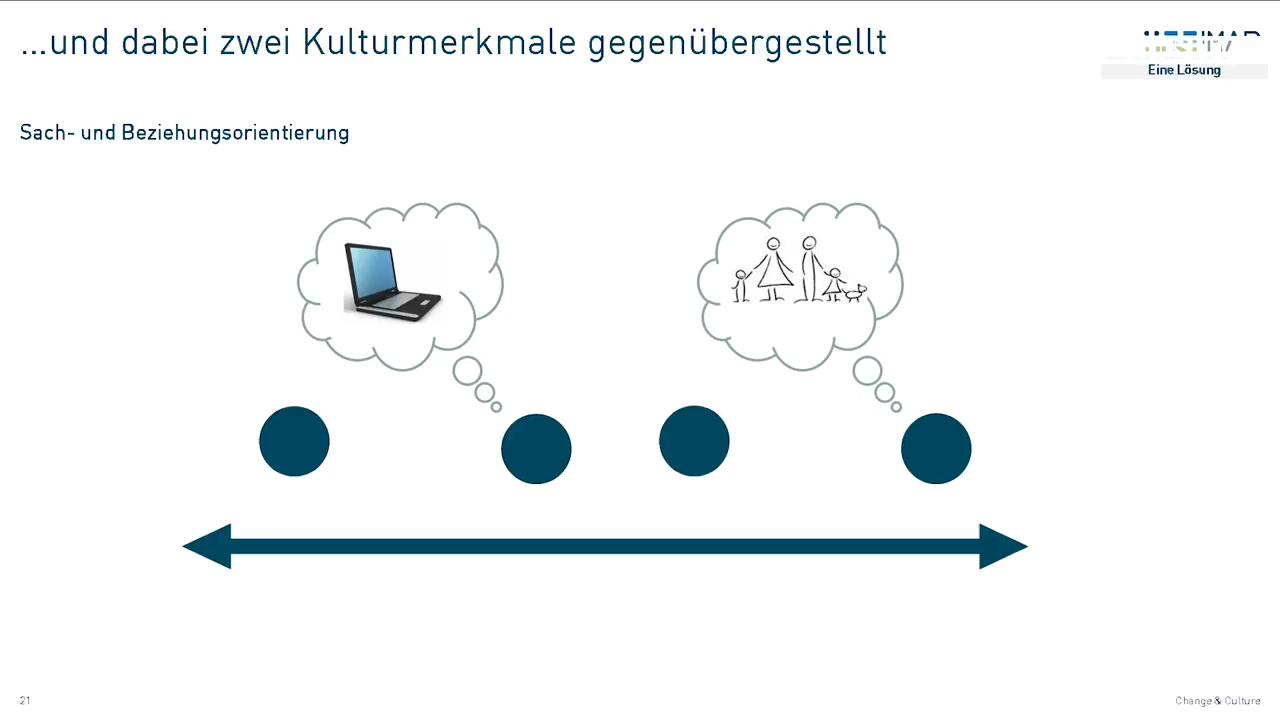 ...und dabei zwei Kulturmerkmale gegenübergestellt
Eine Lösung
Sach- und Beziehungsorientierung
21
Change & Culture